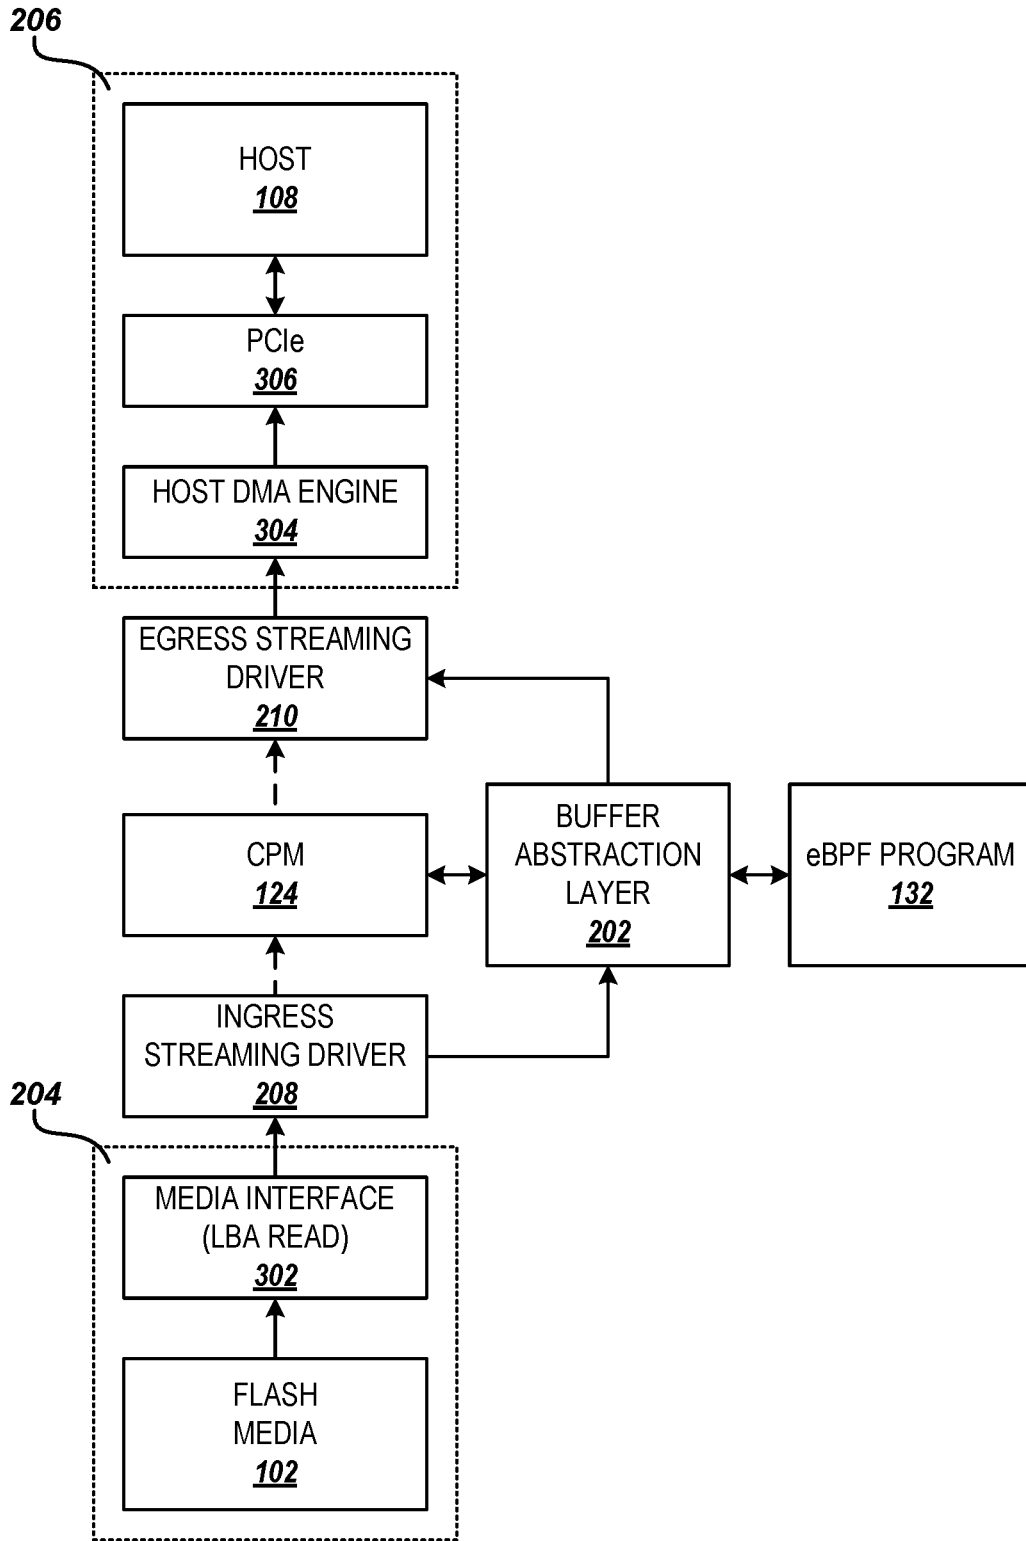 206
HOST
108
PCIe
306
HOST DMA ENGINE
304
EGRESS STREAMING
DRIVER
210
CPM
124
BUFFER
ABSTRACTION
LAYER
202
eBPF PROGRAM
132
INGRESS
STREAMING DRIVER
208
204
MEDIA INTERFACE
(LBA READ)
302
FLASH
MEDIA
102